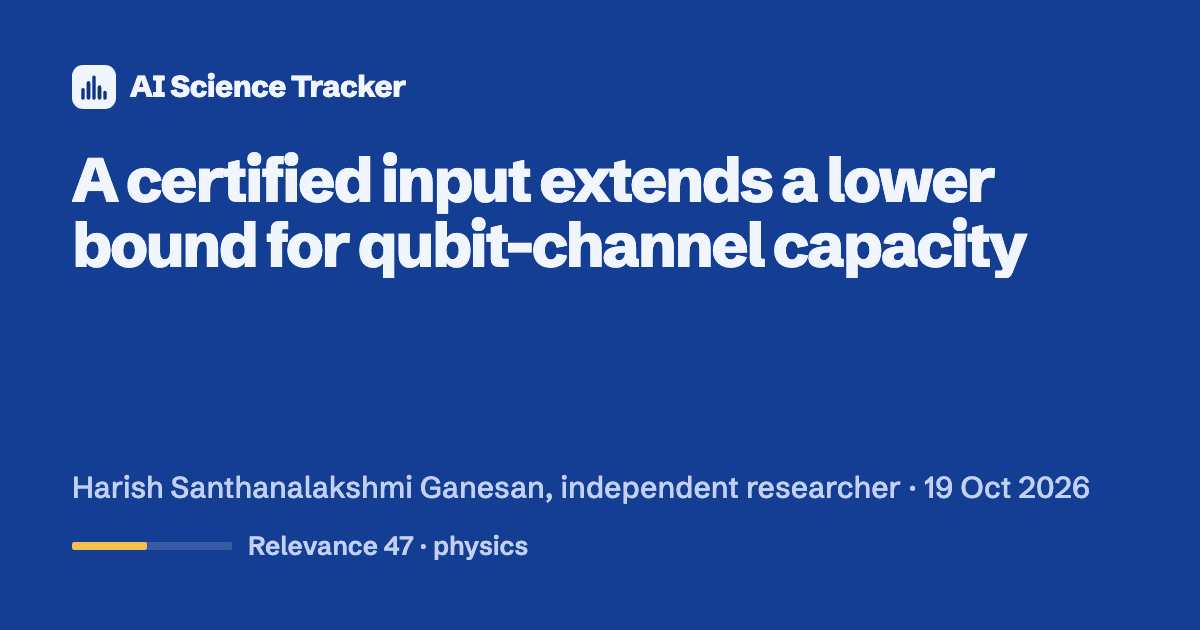 AI Science Tracker
A certified input extends a lower
bound for qubit-channel capacity
Harish Santhanalakshmi Ganesan, independent researcher · 19 Oct 2026
Relevance 47 · physics